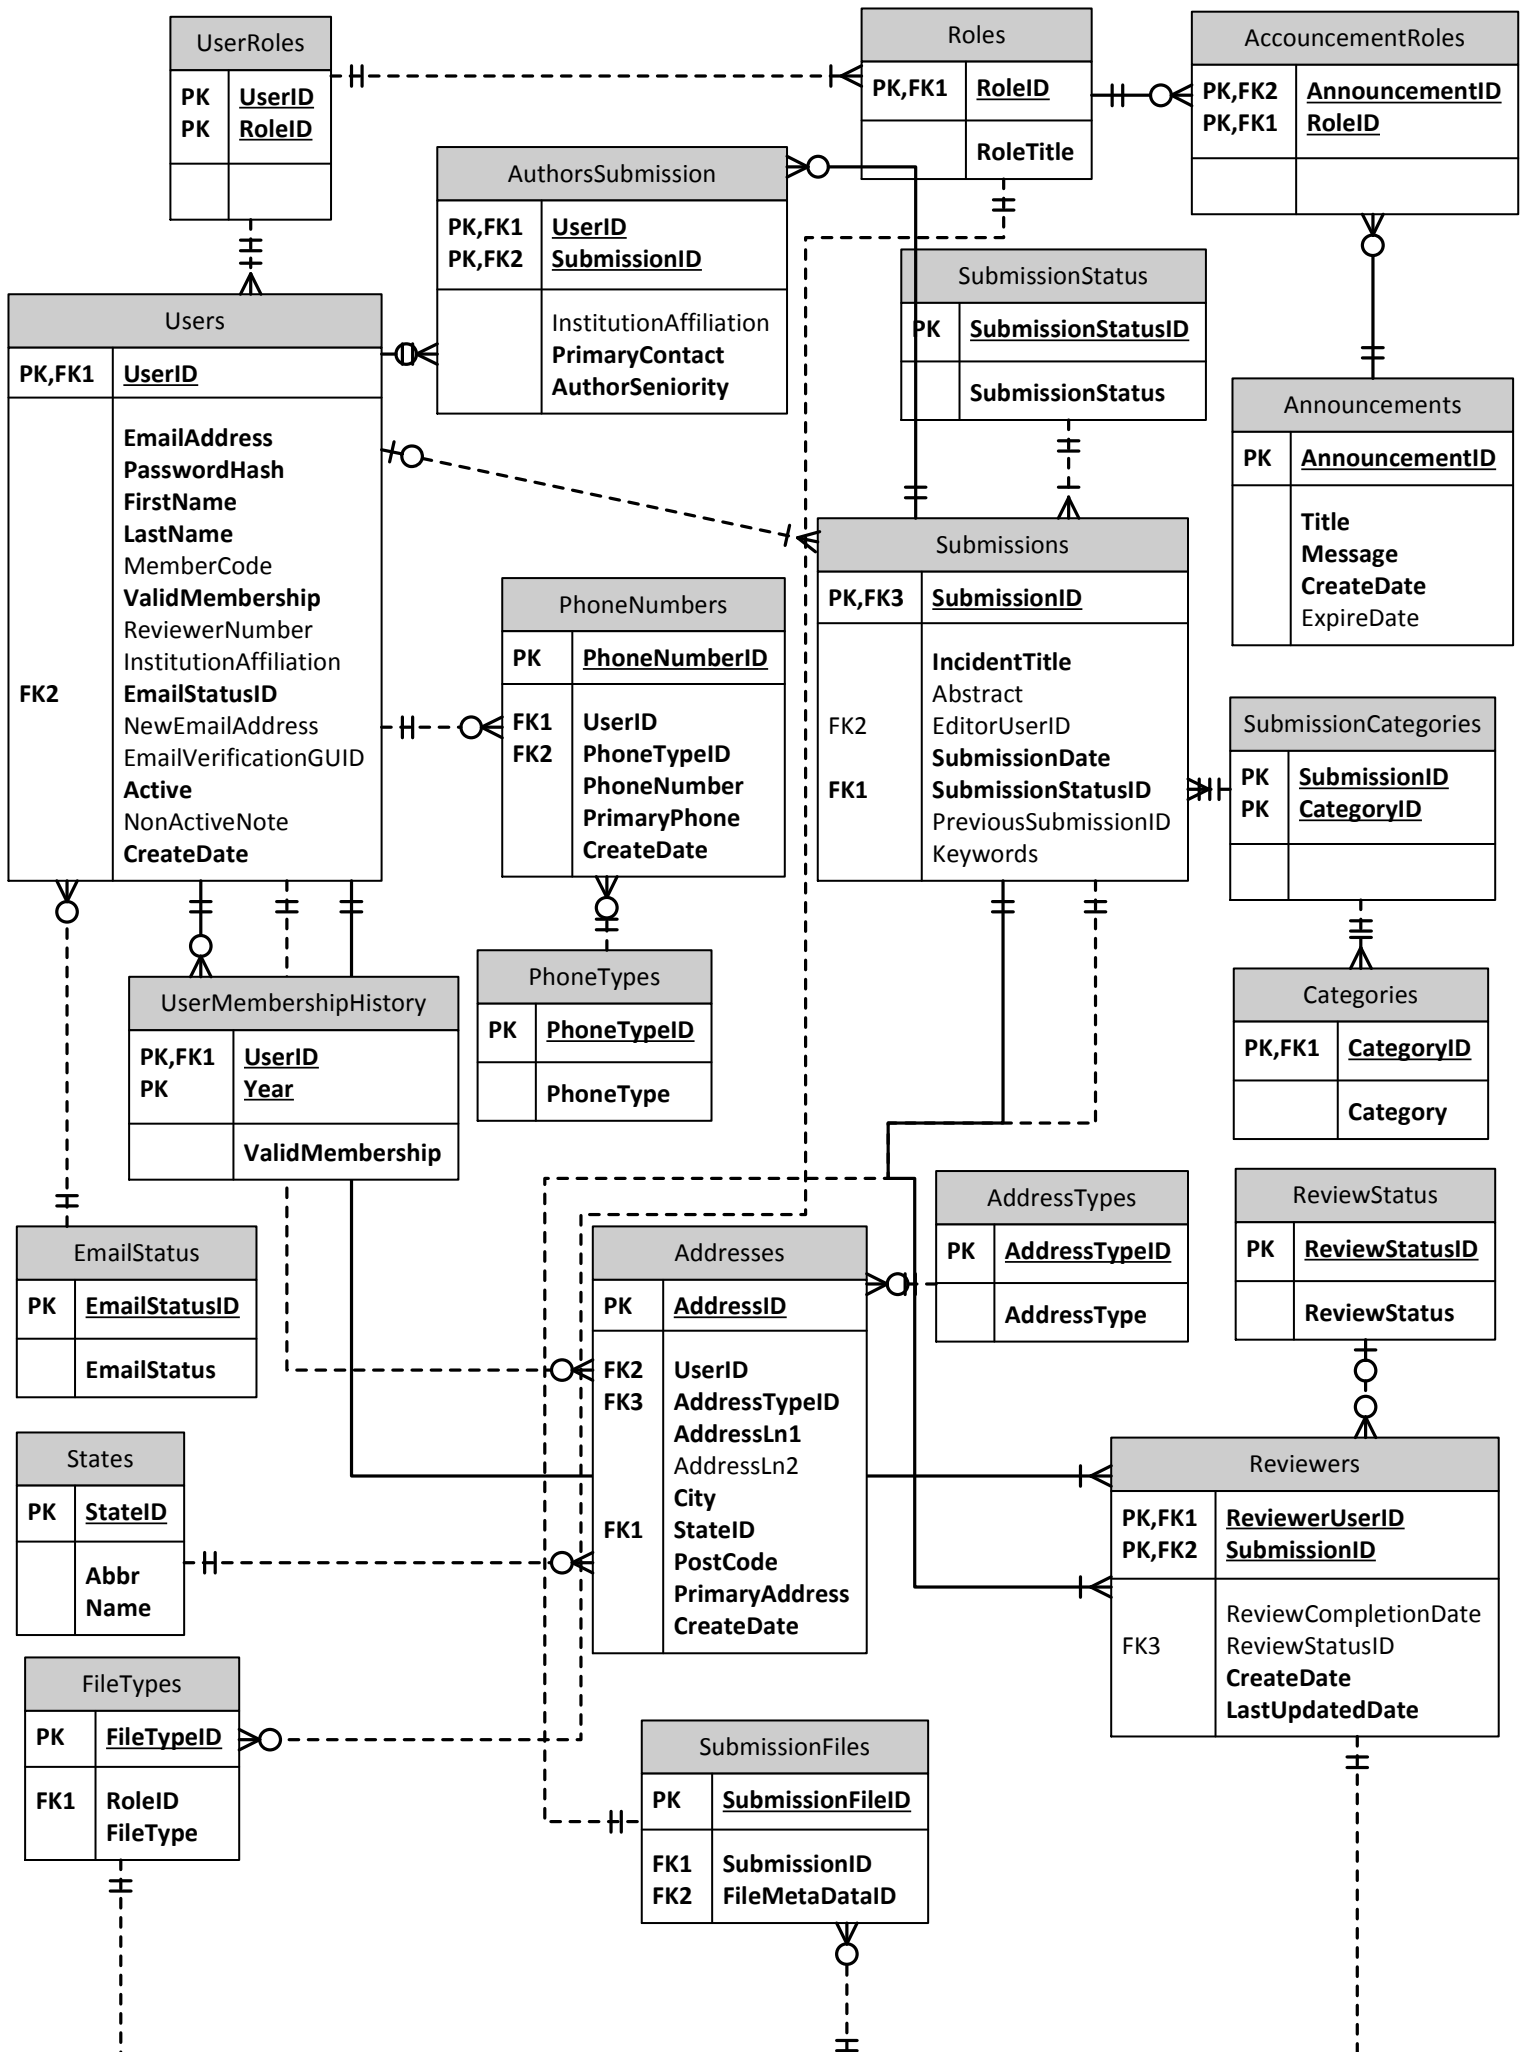 UserRoles
PK UserID
PK RoleID
Roles
PK,FK1 RoleID
RoleTitle
AccouncementRoles
PK,FK2 AnnouncementID
PK,FK1 RoleID
AuthorsSubmission
PK,FK1 UserID
PK,FK2 SubmissionID
InstitutionAffiliation
PrimaryContact
AuthorSeniority
SubmissionStatus
PK SubmissionStatusID
SubmissionStatus
Users
PK,FK1 UserID
EmailAddress
PasswordHash
FirstName
LastName
MemberCode
ValidMembership
ReviewerNumber
InstitutionAffiliation
FK2 EmailStatusID
NewEmailAddress
EmailVerificationGUID
Active
NonActiveNote
CreateDate
Announcements
PK AnnouncementID
Title
Message
CreateDate
ExpireDate
Submissions
PK,FK3 SubmissionID
IncidentTitle
Abstract
FK2 EditorUserID
SubmissionDate
FK1 SubmissionStatusID
PreviousSubmissionID
Keywords
PhoneNumbers
PK PhoneNumberID
FK1 UserID
FK2 PhoneTypeID
PhoneNumber
PrimaryPhone
CreateDate
SubmissionCategories
PK SubmissionID
PK CategoryID
UserMembershipHistory
PK,FK1 UserID
PK Year
ValidMembership
PhoneTypes
PK PhoneTypeID
PhoneType
Categories
PK,FK1 CategoryID
Category
AddressTypes
PK AddressTypeID
AddressType
ReviewStatus
PK ReviewStatusID
ReviewStatus
EmailStatus
PK EmailStatusID
EmailStatus
Addresses
PK AddressID
FK2 UserID
FK3 AddressTypeID
AddressLn1
AddressLn2
City
FK1 StateID
PostCode
PrimaryAddress
CreateDate
States
PK StateID
Abbr
Name
Reviewers
PK,FK1 ReviewerUserID
PK,FK2 SubmissionID
ReviewCompletionDate
FK3 ReviewStatusID
CreateDate
LastUpdatedDate
FileTypes
PK FileTypeID
FK1 RoleID
FileType
SubmissionFiles
PK SubmissionFileID
FK1 SubmissionID
FK2 FileMetaDataID